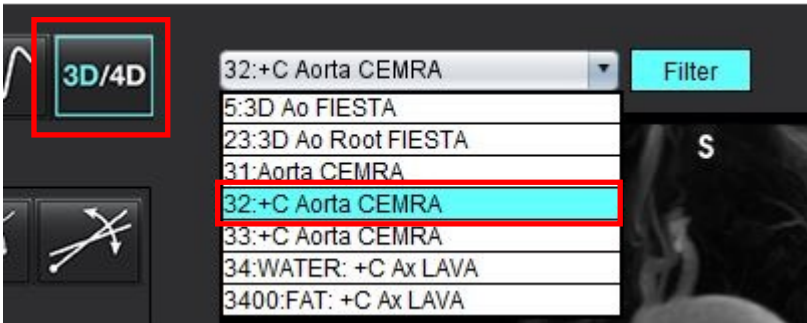 3D/4D
32:+C Aorta CEMRA
Filter
5:3D Ao FIESTA
23:3D Ao Root FIESTA
31:Aorta CEMRA
32:+C Aorta CEMRA
33:+C Aorta CEMRA
34:WATER: +C Ax LAVA
3400:FAT: +C Ax LAVA
S